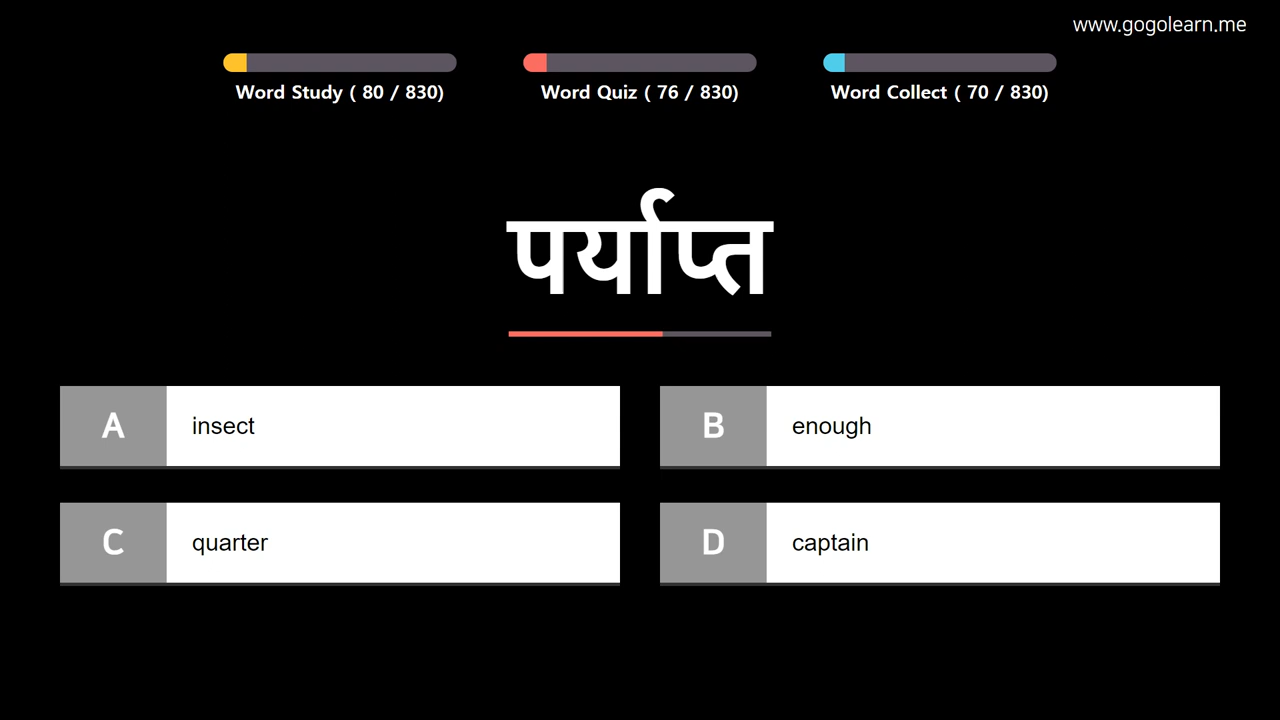 www.gogolearn.me
Word Study ( 80 / 830)
Word Quiz ( 76 / 830)
Word Collect ( 70 / 830)
पर्याप्त
A insect
B enough
C quarter
D captain